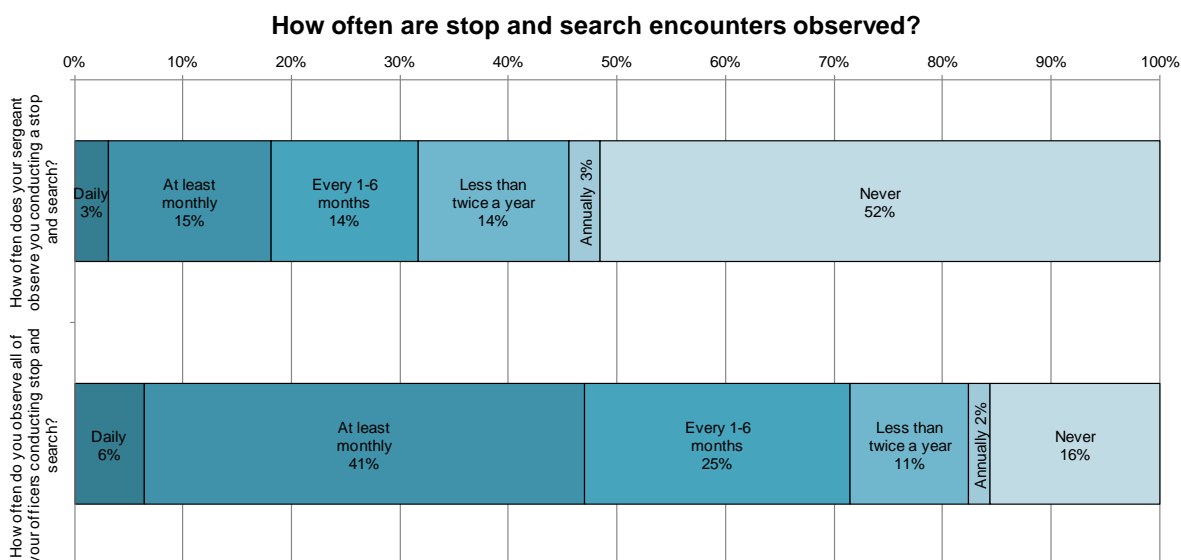 How often are stop and search encounters observed?
0% 10% 20% 30% 40% 50% 60% 70% 80% 90% 100%
How often does your sergeant
observe you conducting a stop
and search?
Daily
3%
At least
monthly
15%
Every 1-6
months
14%
Less than
twice a year
14%
Annually 3%
Never
52%
How often do you observe all of
your officers conducting stop and
search?
Daily
6%
At least
monthly
41%
Every 1-6
months
25%
Less than
twice a year
11%
Annually 2%
Never
16%